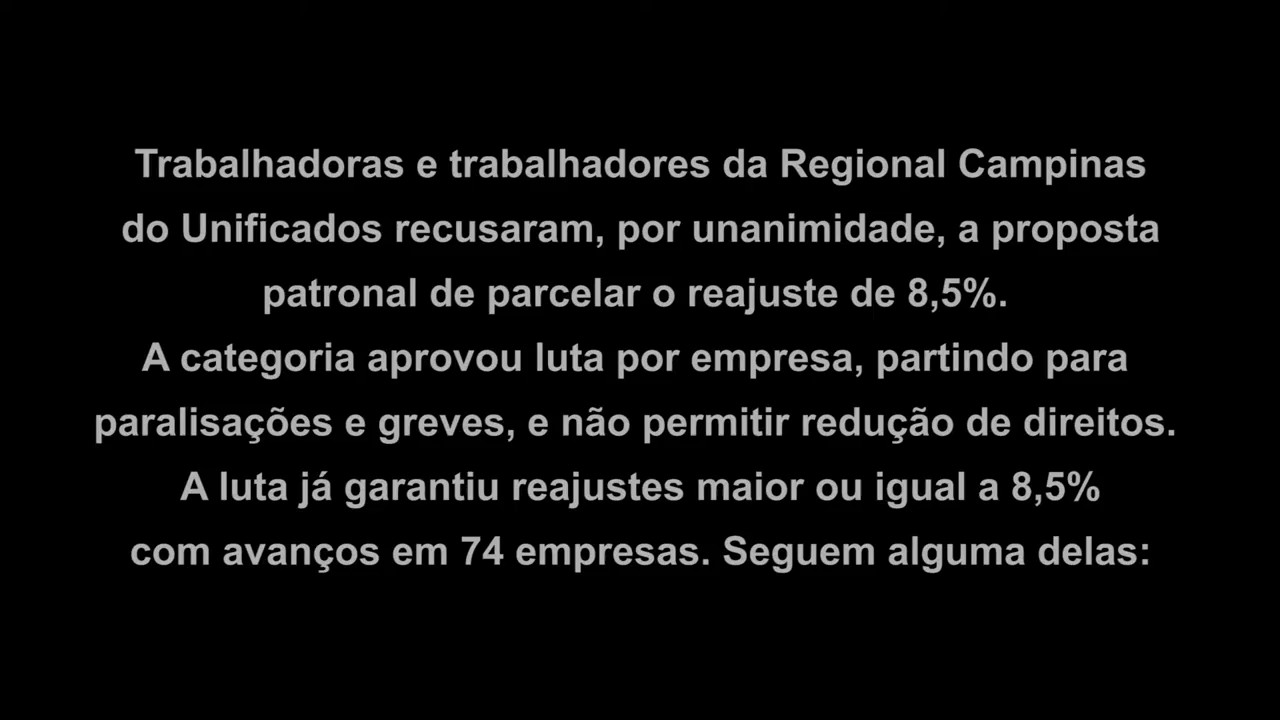 Trabalhadoras e trabalhadores da Regional Campinas
do Unificados recusaram, por unanimidade, a proposta
patronal de parcelar o reajuste de 8,5%.
A categoria aprovou luta por empresa, partindo para
paralisações e greves, e não permitir redução de direitos.
A luta já garantiu reajustes maior ou igual a 8,5%
com avanços em 74 empresas. Seguem alguma delas: